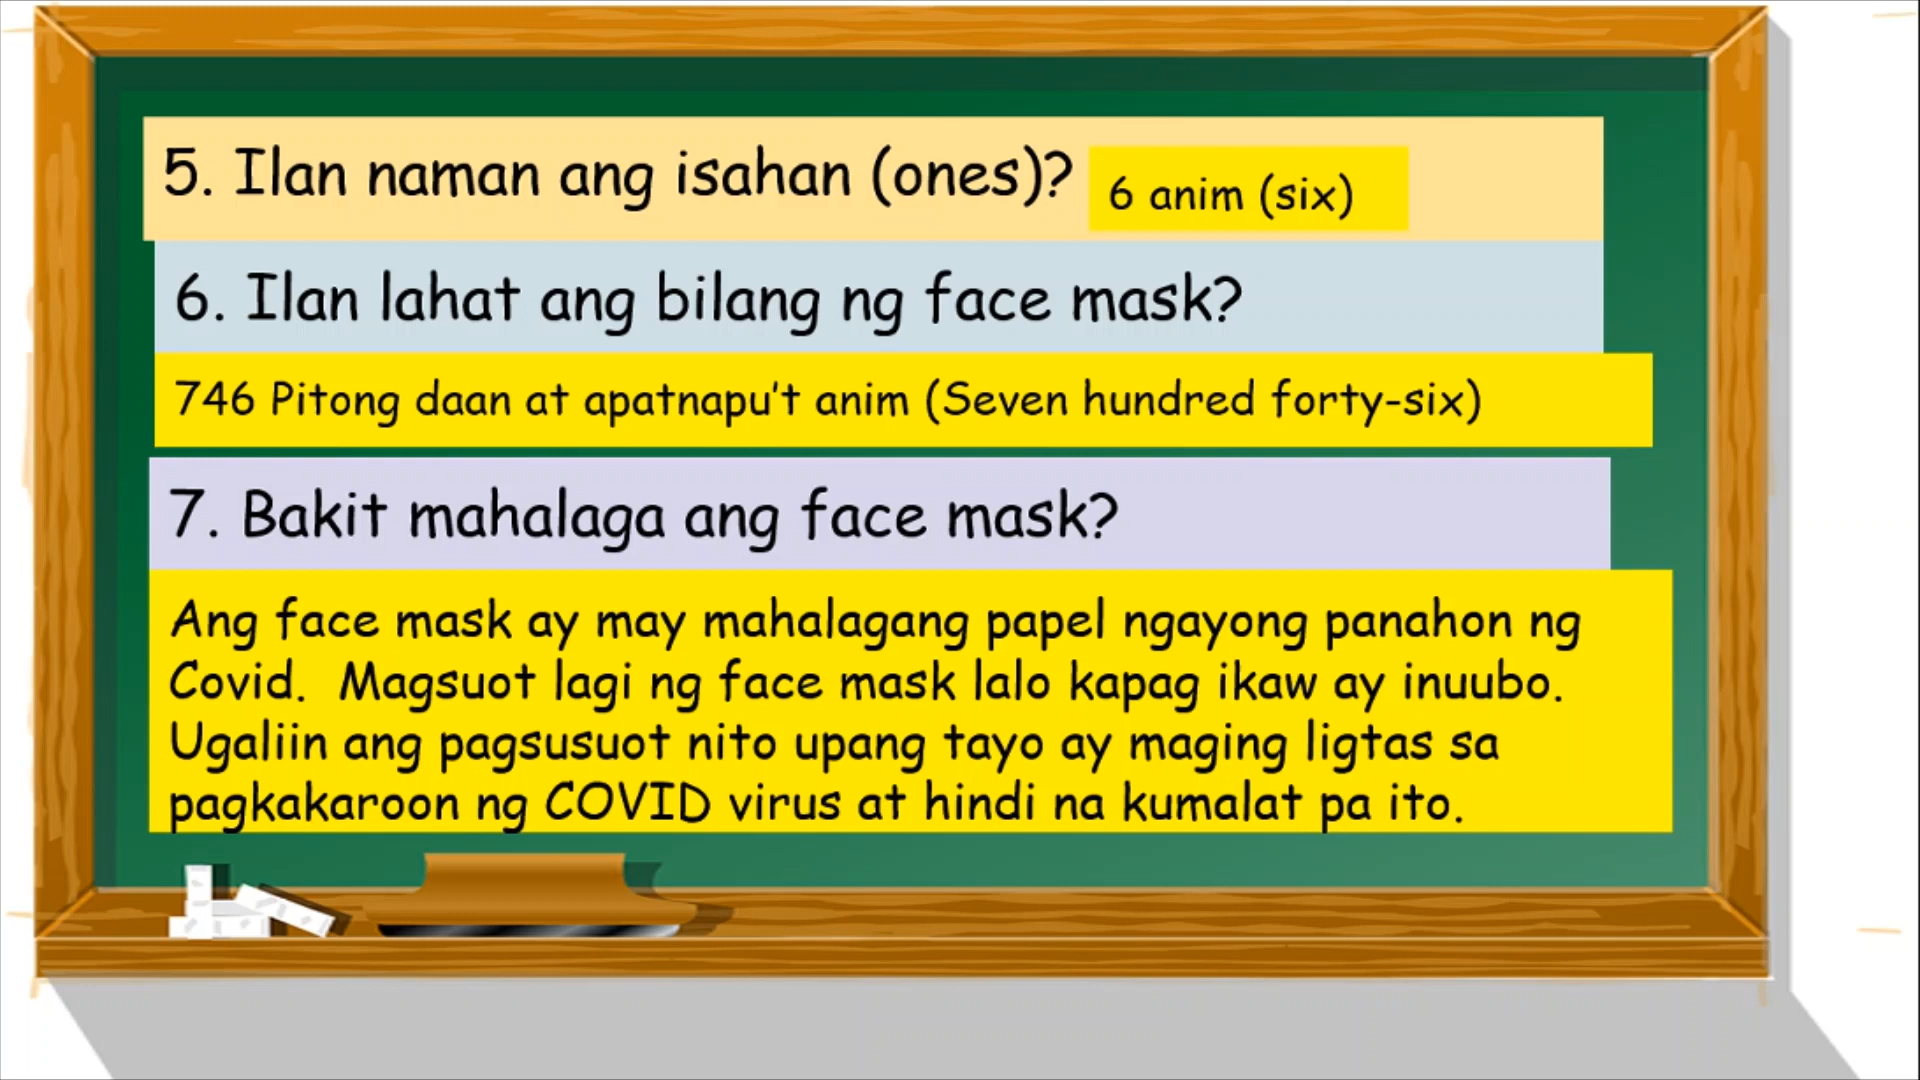 5. Ilan naman ang isahan (ones)? 6 anim (six)
6. Ilan lahat ang bilang ng face mask?
746 Pitong daan at apatnapu't anim (Seven hundred forty-six)
7. Bakit mahalaga ang face mask?
Ang face mask ay may mahalagang papel ngayong panahon ng
Covid.  Magsuot lagi ng face mask lalo kapag ikaw ay inuubo.
Ugaliin ang pagsusuot nito upang tayo ay maging ligtas sa
pagkakaroon ng COVID virus at hindi na kumalat pa ito.